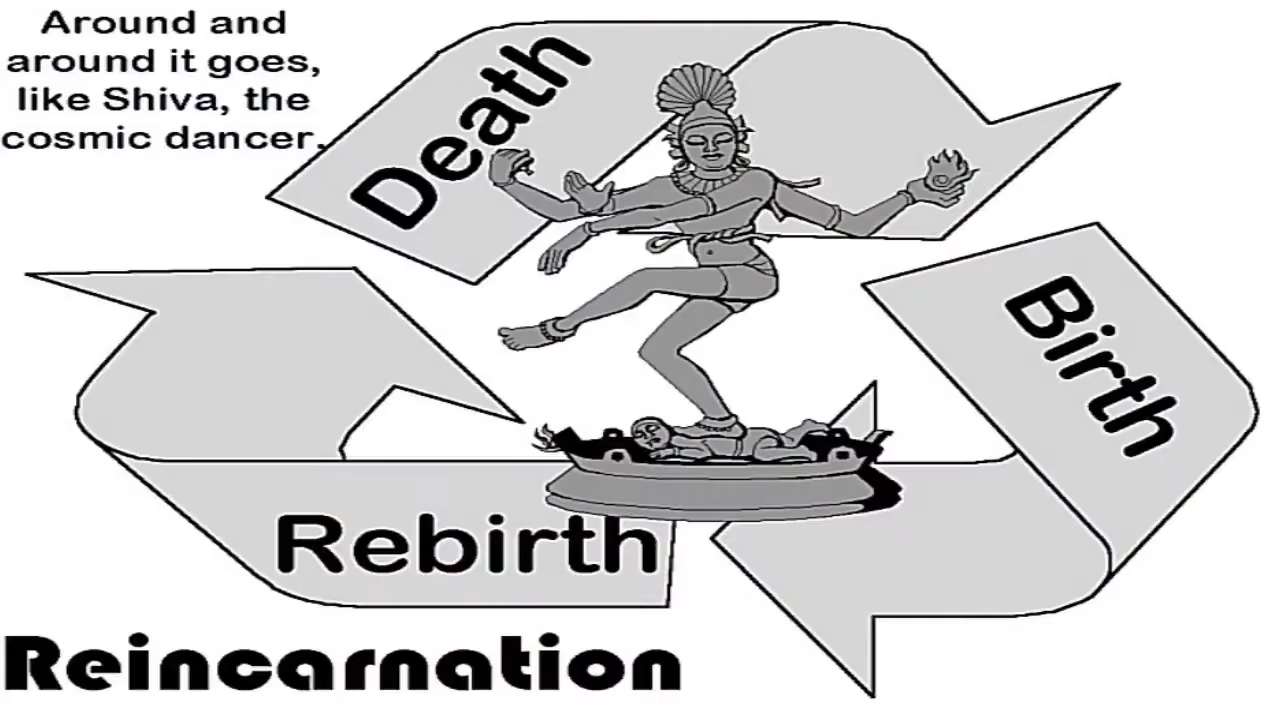 Around and
around it goes,
like Shiva, the
cosmic dancer.
Death
Birth
Rebirth
Reincarnation